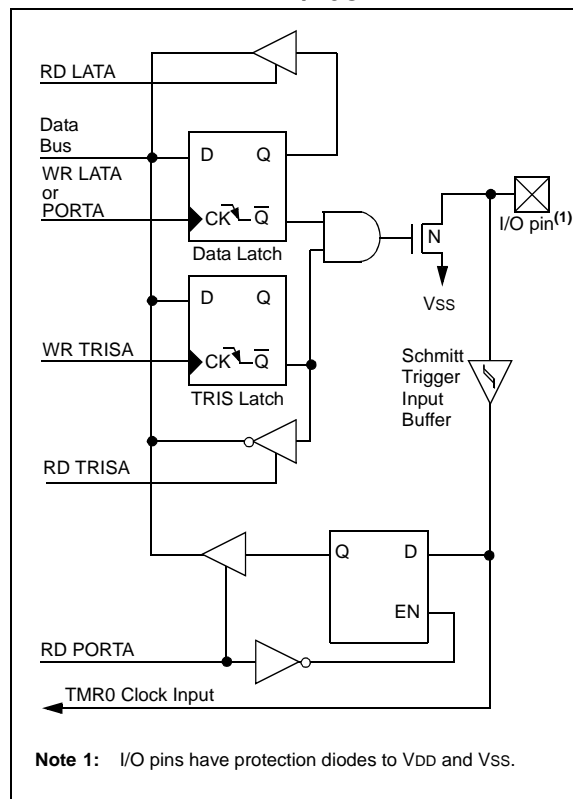 RD LATA
Data
Bus
WR LATA
or
PORTA
D Q
CK Q
Data Latch
N
I/O pin(1)
VSS
D Q
CK Q
WR TRISA
TRIS Latch
Schmitt
Trigger
Input
Buffer
RD TRISA
Q D
EN
RD PORTA
TMR0 Clock Input
Note 1: I/O pins have protection diodes to VDD and VSS.